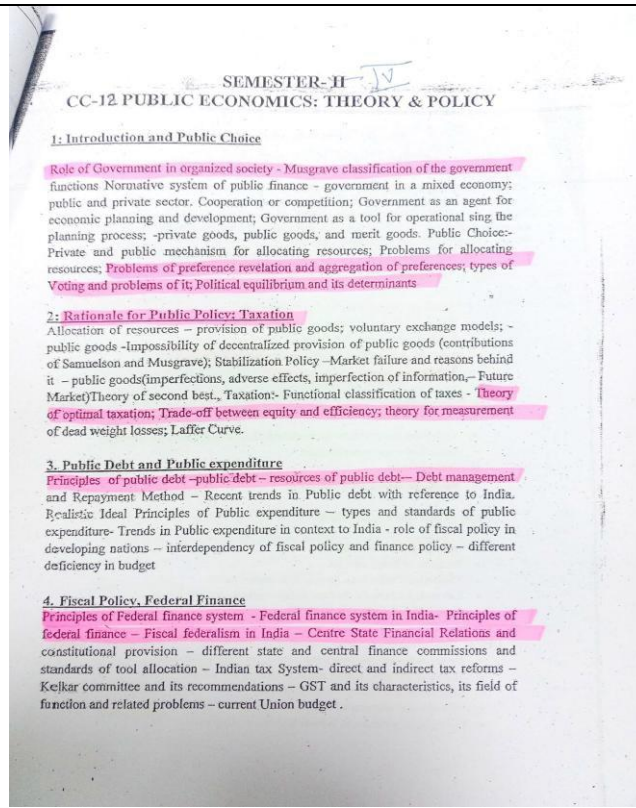 SEMESTER-II IV
CC-12 PUBLIC ECONOMICS: THEORY & POLICY
1: Introduction and Public Choice
Role of Government in organized society - Musgrave classification of the government
functions Normative system of public finance - government in a mixed economy;
public and private sector. Cooperation or competition; Government as an agent for
economic planning and development; Government as a tool for operational sing the
planning process; -private goods, public goods, and merit goods. Public Choice:-
Private and public mechanism for allocating resources; Problems for allocating
resources; Problems of preference revelation and aggregation of preferences; types of
Voting and problems of it; Political equilibrium and its determinants
2: Rationale for Public Policy: Taxation
Allocation of resources – provision of public goods; voluntary exchange models; -
public goods -Impossibility of decentralized provision of public goods (contributions
of Samuelson and Musgrave); Stabilization Policy –Market failure and reasons behind
it – public goods(imperfections, adverse effects, imperfection of information,– Future
Market)Theory of second best., Taxation:- Functional classification of taxes - Theory
of optimal taxation; Trade-off between equity and efficiency; theory for measurement
of dead weight losses; Laffer Curve.
3. Public Debt and Public expenditure
Principles of public debt –public debt – resources of public debt-– Debt management
and Repayment Method – Recent trends in Public debt with reference to India.
Realistic Ideal Principles of Public expenditure – types and standards of public
expenditure- Trends in Public expenditure in context to India - role of fiscal policy in
developing nations – interdependency of fiscal policy and finance policy – different
deficiency in budget
4. Fiscal Policy, Federal Finance
Principles of Federal finance system - Federal finance system in India- Principles of
federal finance – Fiscal federalism in India – Centre State Financial Relations and
constitutional provision – different state and central finance commissions and
standards of tool allocation – Indian tax System- direct and indirect tax reforms –
Kelkar committee and its recommendations – GST and its characteristics, its field of
function and related problems – current Union budget .